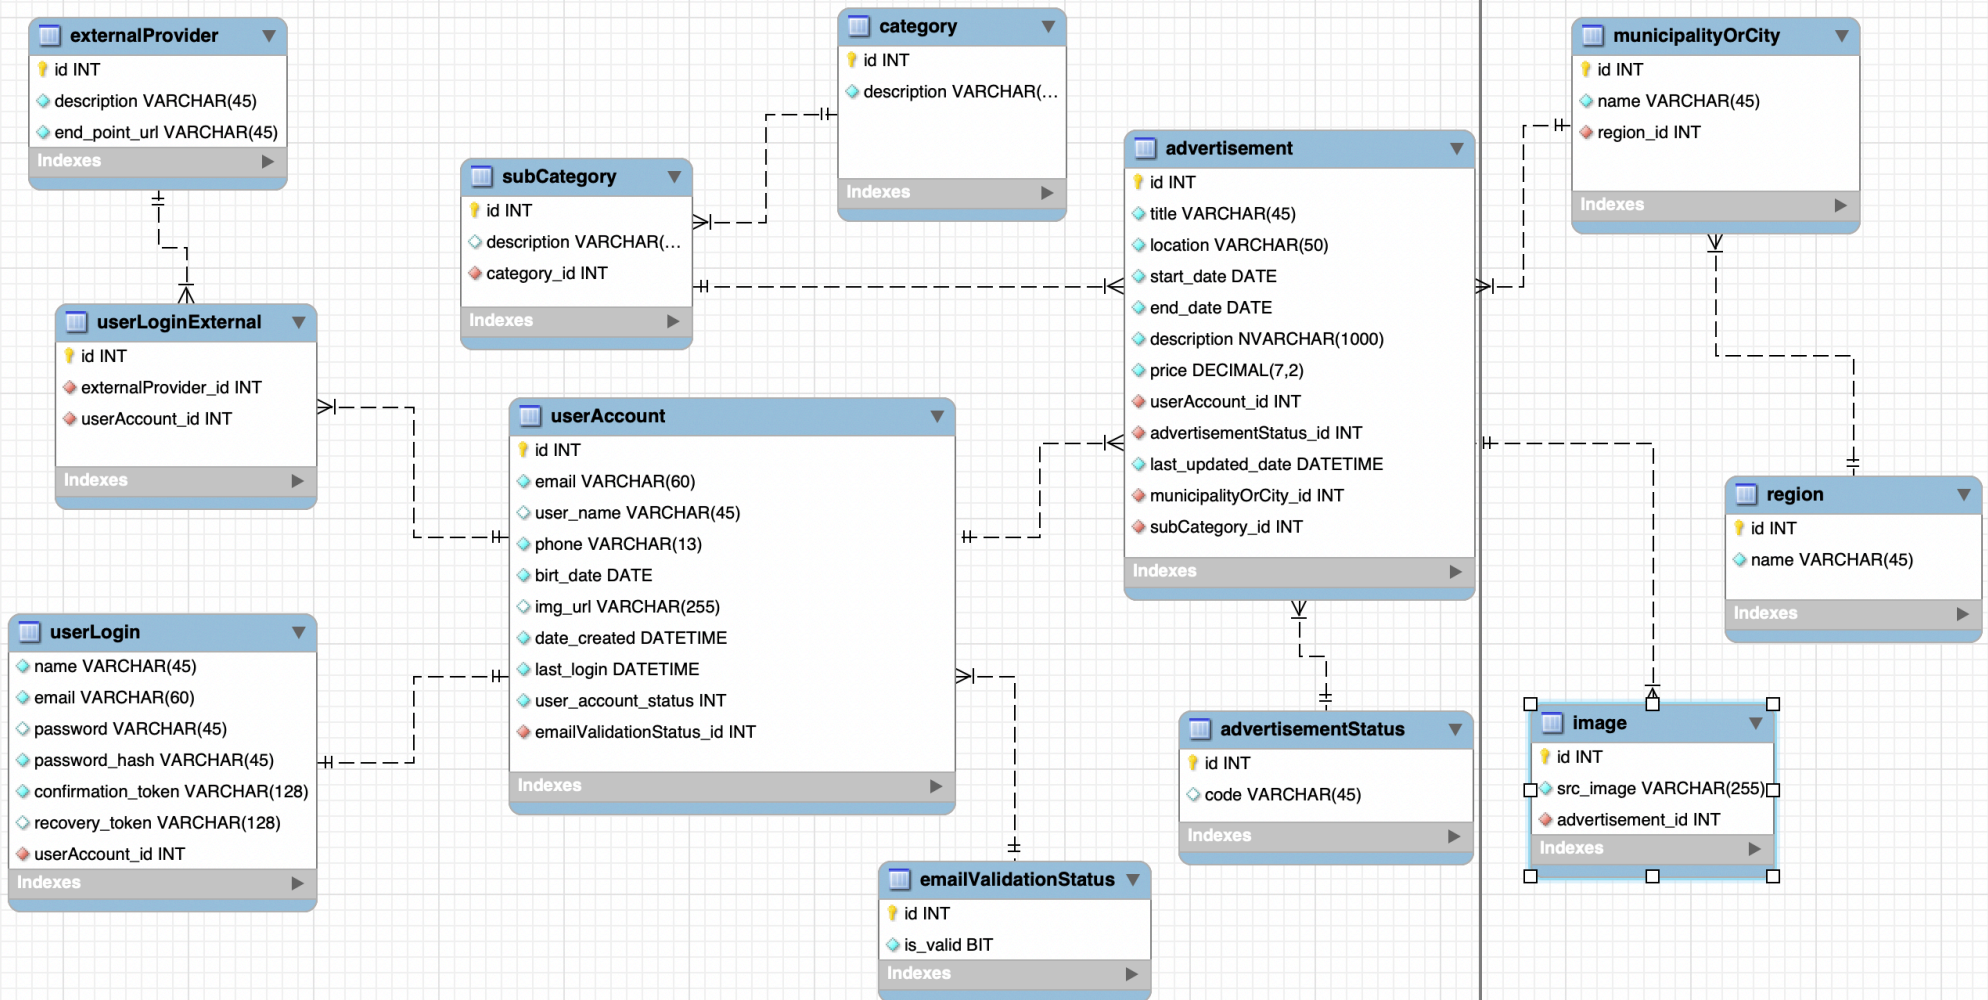 externalProvider
id INT
description VARCHAR(45)
end_point_url VARCHAR(45)
Indexes
category
id INT
description VARCHAR(...
Indexes
municipalityOrCity
id INT
name VARCHAR(45)
region_id INT
Indexes
subCategory
id INT
description VARCHAR(...
category_id INT
Indexes
advertisement
id INT
title VARCHAR(45)
location VARCHAR(50)
start_date DATE
end_date DATE
description NVARCHAR(1000)
price DECIMAL(7,2)
userAccount_id INT
advertisementStatus_id INT
last_updated_date DATETIME
municipalityOrCity_id INT
subCategory_id INT
Indexes
userLoginExternal
id INT
externalProvider_id INT
userAccount_id INT
Indexes
userAccount
id INT
email VARCHAR(60)
user_name VARCHAR(45)
phone VARCHAR(13)
birt_date DATE
img_url VARCHAR(255)
date_created DATETIME
last_login DATETIME
user_account_status INT
emailValidationStatus_id INT
Indexes
region
id INT
name VARCHAR(45)
Indexes
userLogin
name VARCHAR(45)
email VARCHAR(60)
password VARCHAR(45)
password_hash VARCHAR(45)
confirmation_token VARCHAR(128)
recovery_token VARCHAR(128)
userAccount_id INT
Indexes
advertisementStatus
id INT
code VARCHAR(45)
Indexes
image
id INT
src_image VARCHAR(255)
advertisement_id INT
Indexes
emailValidationStatus
id INT
is_valid BIT
Indexes